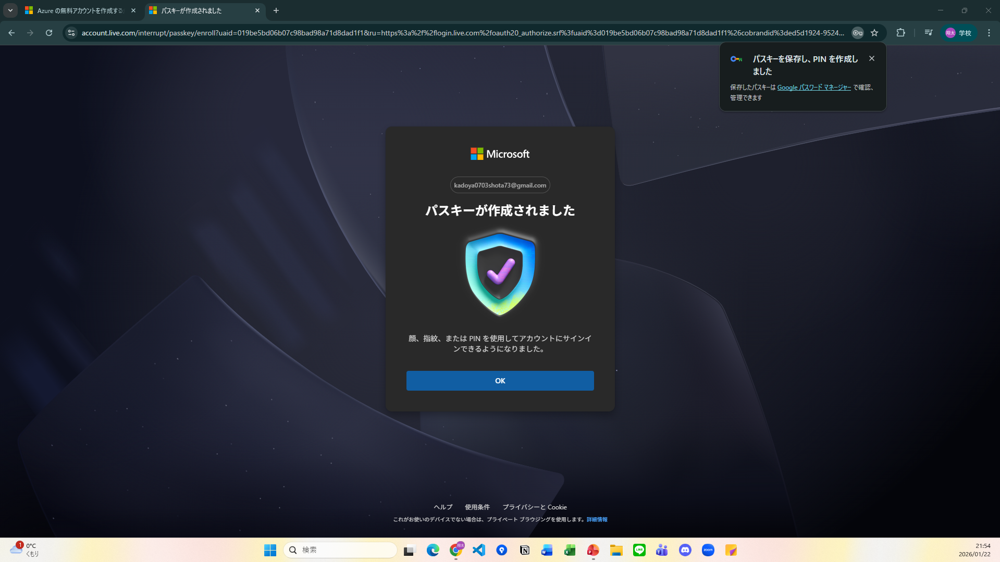 Azure の無料アカウントを作成する
パスキーが作成されました
account.live.com/interrupt/passkey/enroll?uaid=019be5bd06b07c98bad98a71d8dad1f1&ru=https%3a%2f%2flogin.live.com%2foauth20_authorize.srf%3fuaid%3d019be5bd06b07c98bad98a71d8dad1f1%26cobrandid%3ded5d1924-9524...
翔太 学校
パスキーを保存し、PIN を作成し
ました
保存したパスキーは Google パスワード マネージャー で確認、
管理できます
Microsoft
kadoya0703shota73@gmail.com
パスキーが作成されました
顔、指紋、または PIN を使用してアカウントにサインイ
ンできるようになりました。
OK
ヘルプ 使用条件 プライバシーと Cookie
これがお使いのデバイスでない場合は、プライベート ブラウジングを使用します。詳細情報
1
0°C
くもり
検索
翔太
N
W
X
P
LINE
T
zoom
21:54
2026/01/22